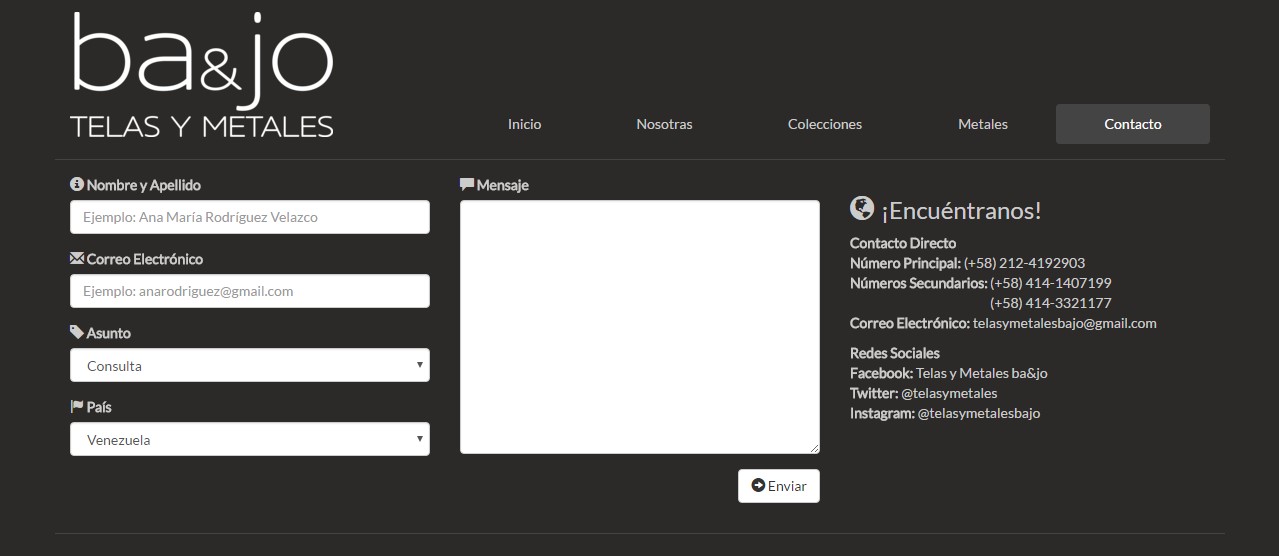 ba&jo
TELAS Y METALES
Inicio
Nosotras
Colecciones
Metales
Contacto
Nombre y Apellido
Ejemplo: Ana María Rodríguez Velazco
Correo Electrónico
Ejemplo: anarodriguez@gmail.com
Asunto
Consulta
País
Venezuela
Mensaje
Enviar
¡Encuéntranos!
Contacto Directo
Número Principal: (+58) 212-4192903
Números Secundarios: (+58) 414-1407199
(+58) 414-3321177
Correo Electrónico: telasymetalesbajo@gmail.com
Redes Sociales
Facebook: Telas y Metales ba&jo
Twitter: @telasymetales
Instagram: @telasymetalesbajo